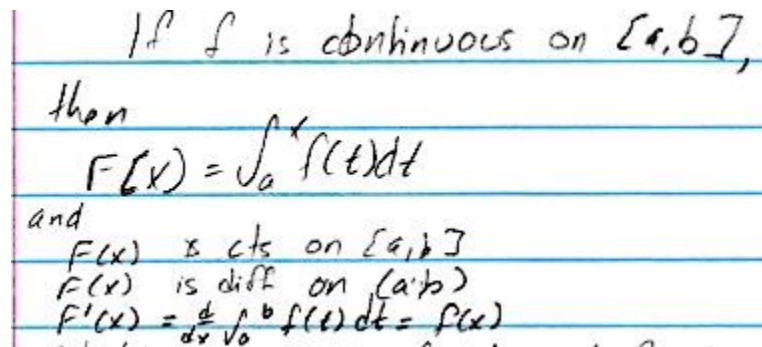 If f is continuous on [a,b],
then
F[x) = ∫ₐˣ f(t)dt
and
F(x) is cts on [a,b]
F(x) is diff on (a,b)
F'(x) = d/dx ∫ₐᵇ f(t) dt = f(x)